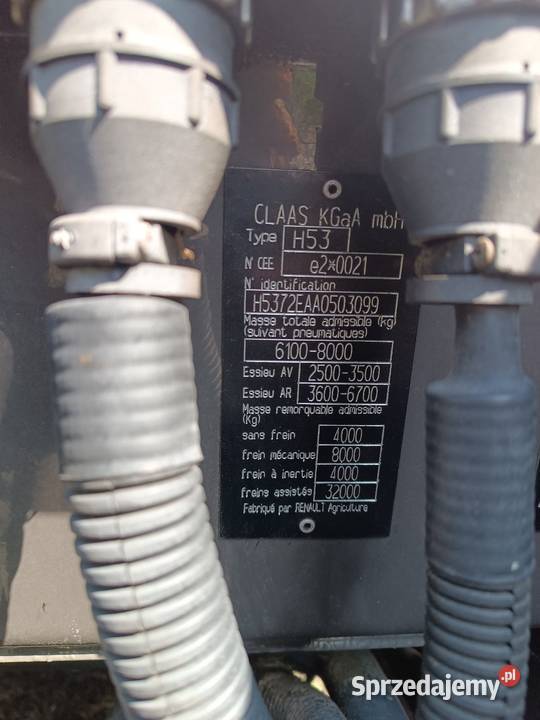 CLAAS KGaA mbH
Type H53
N CEE e2*0021
N° identification
H5372EAA0503099
Masse totale admissible (kg)
(suivant pneumatiques)
6100-8000
Essieu AV 2500-3500
Essieu AR 3600-6700
Masse remorquable admissible
(Kg)
sans frein 4000
frein mécanique 8000
frein à inertie 4000
freins assistés 32000
Fabriqué par RENAULT Agriculture
Sprzedajemy.pl